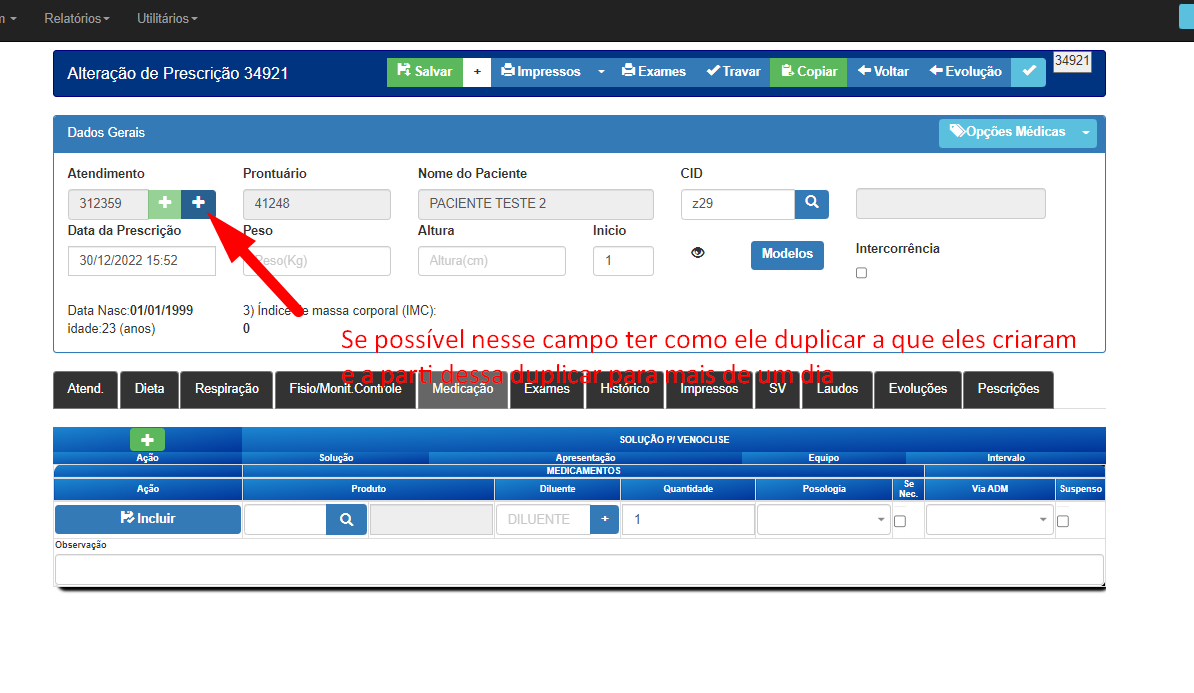 m
Relatórios
Utilitários
Alteração de Prescrição 34921
Salvar
+
Impressos
Exames
Travar
Copiar
Voltar
Evolução
34921
Dados Gerais
Opções Médicas
Atendimento
Prontuário
Nome do Paciente
CID
312359
41248
PACIENTE TESTE 2
z29
Data da Prescrição
Peso
Altura
Inicio
Intercorrência
30/12/2022 15:52
Peso(Kg)
Altura(cm)
1
Modelos
Data Nasc:01/01/1999
idade:23 (anos)
3) Índice de massa corporal (IMC):
0
Se possível nesse campo ter como ele duplicar a que eles criaram
e a parti dessa duplicar para mais de um dia
Atend.
Dieta
Respiração
Fisio/Monit.Controle
Medicação
Exames
Histórico
Impressos
SV
Laudos
Evoluções
Pescrições
SOLUÇÃO P/ VENOCLISE
Ação
Solução
Apresentação
Equipo
Intervalo
MEDICAMENTOS
Ação
Produto
Diluente
Quantidade
Posologia
Se
Nec.
Via ADM
Suspenso
Incluir
DILUENTE
+
1
Observação